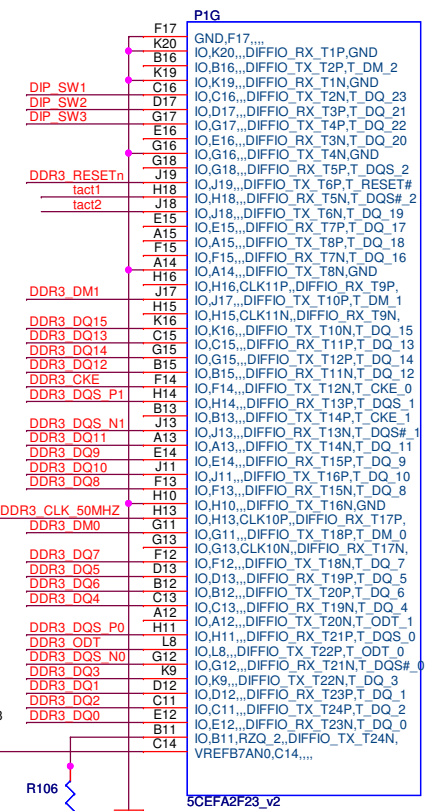 P1G
F17 GND,F17,,,,
K20 IO,K20,,,DIFFIO_RX_T1P,GND
B16 IO,B16,,,DIFFIO_TX_T2P,T_DM_2
K19 IO,K19,,,DIFFIO_RX_T1N,GND
DIP_SW1 C16 IO,C16,,,DIFFIO_TX_T2N,T_DQ_23
DIP_SW2 D17 IO,D17,,,DIFFIO_RX_T3P,T_DQ_21
DIP_SW3 G17 IO,G17,,,DIFFIO_TX_T4P,T_DQ_22
E16 IO,E16,,,DIFFIO_RX_T3N,T_DQ_20
G16 IO,G16,,,DIFFIO_TX_T4N,GND
G18 IO,G18,,,DIFFIO_RX_T5P,T_DQS_2
DDR3_RESETn J19 IO,J19,,,DIFFIO_TX_T6P,T_RESET#
tact1 H18 IO,H18,,,DIFFIO_RX_T5N,T_DQS#_2
tact2 J18 IO,J18,,,DIFFIO_TX_T6N,T_DQ_19
E15 IO,E15,,,DIFFIO_RX_T7P,T_DQ_17
A15 IO,A15,,,DIFFIO_TX_T8P,T_DQ_18
F15 IO,F15,,,DIFFIO_RX_T7N,T_DQ_16
A14 IO,A14,,,DIFFIO_TX_T8N,GND
H16 IO,H16,CLK11P,,DIFFIO_RX_T9P,
DDR3_DM1 J17 IO,J17,,,DIFFIO_TX_T10P,T_DM_1
H15 IO,H15,CLK11N,,DIFFIO_RX_T9N,
DDR3_DQ15 K16 IO,K16,,,DIFFIO_TX_T10N,T_DQ_15
DDR3_DQ13 C15 IO,C15,,,DIFFIO_RX_T11P,T_DQ_13
DDR3_DQ14 G15 IO,G15,,,DIFFIO_TX_T12P,T_DQ_14
DDR3_DQ12 B15 IO,B15,,,DIFFIO_RX_T11N,T_DQ_12
DDR3_CKE F14 IO,F14,,,DIFFIO_TX_T12N,T_CKE_0
DDR3_DQS_P1 H14 IO,H14,,,DIFFIO_RX_T13P,T_DQS_1
B13 IO,B13,,,DIFFIO_TX_T14P,T_CKE_1
DDR3_DQS_N1 J13 IO,J13,,,DIFFIO_RX_T13N,T_DQS#_1
DDR3_DQ11 A13 IO,A13,,,DIFFIO_TX_T14N,T_DQ_11
DDR3_DQ9 E14 IO,E14,,,DIFFIO_RX_T15P,T_DQ_9
DDR3_DQ10 J11 IO,J11,,,DIFFIO_TX_T16P,T_DQ_10
DDR3_DQ8 F13 IO,F13,,,DIFFIO_RX_T15N,T_DQ_8
H10 IO,H10,,,DIFFIO_TX_T16N,GND
DDR3_CLK_50MHZ H13 IO,H13,CLK10P,,DIFFIO_RX_T17P,
DDR3_DM0 G11 IO,G11,,,DIFFIO_TX_T18P,T_DM_0
G13 IO,G13,CLK10N,,DIFFIO_RX_T17N,
DDR3_DQ7 F12 IO,F12,,,DIFFIO_TX_T18N,T_DQ_7
DDR3_DQ5 D13 IO,D13,,,DIFFIO_RX_T19P,T_DQ_5
DDR3_DQ6 B12 IO,B12,,,DIFFIO_TX_T20P,T_DQ_6
DDR3_DQ4 C13 IO,C13,,,DIFFIO_RX_T19N,T_DQ_4
A12 IO,A12,,,DIFFIO_TX_T20N,ODT_1
DDR3_DQS_P0 H11 IO,H11,,,DIFFIO_RX_T21P,T_DQS_0
DDR3_ODT L8 IO,L8,,,DIFFIO_TX_T22P,T_ODT_0
DDR3_DQS_N0 G12 IO,G12,,,DIFFIO_RX_T21N,T_DQS#_0
DDR3_DQ3 K9 IO,K9,,,DIFFIO_TX_T22N,T_DQ_3
DDR3_DQ1 D12 IO,D12,,,DIFFIO_RX_T23P,T_DQ_1
DDR3_DQ2 C11 IO,C11,,,DIFFIO_TX_T24P,T_DQ_2
DDR3_DQ0 E12 IO,E12,,,DIFFIO_RX_T23N,T_DQ_0
B11 IO,B11,RZQ_2,,DIFFIO_TX_T24N,
C14 VREFB7AN0,C14,,,,
R106
5CEFA2F23_v2